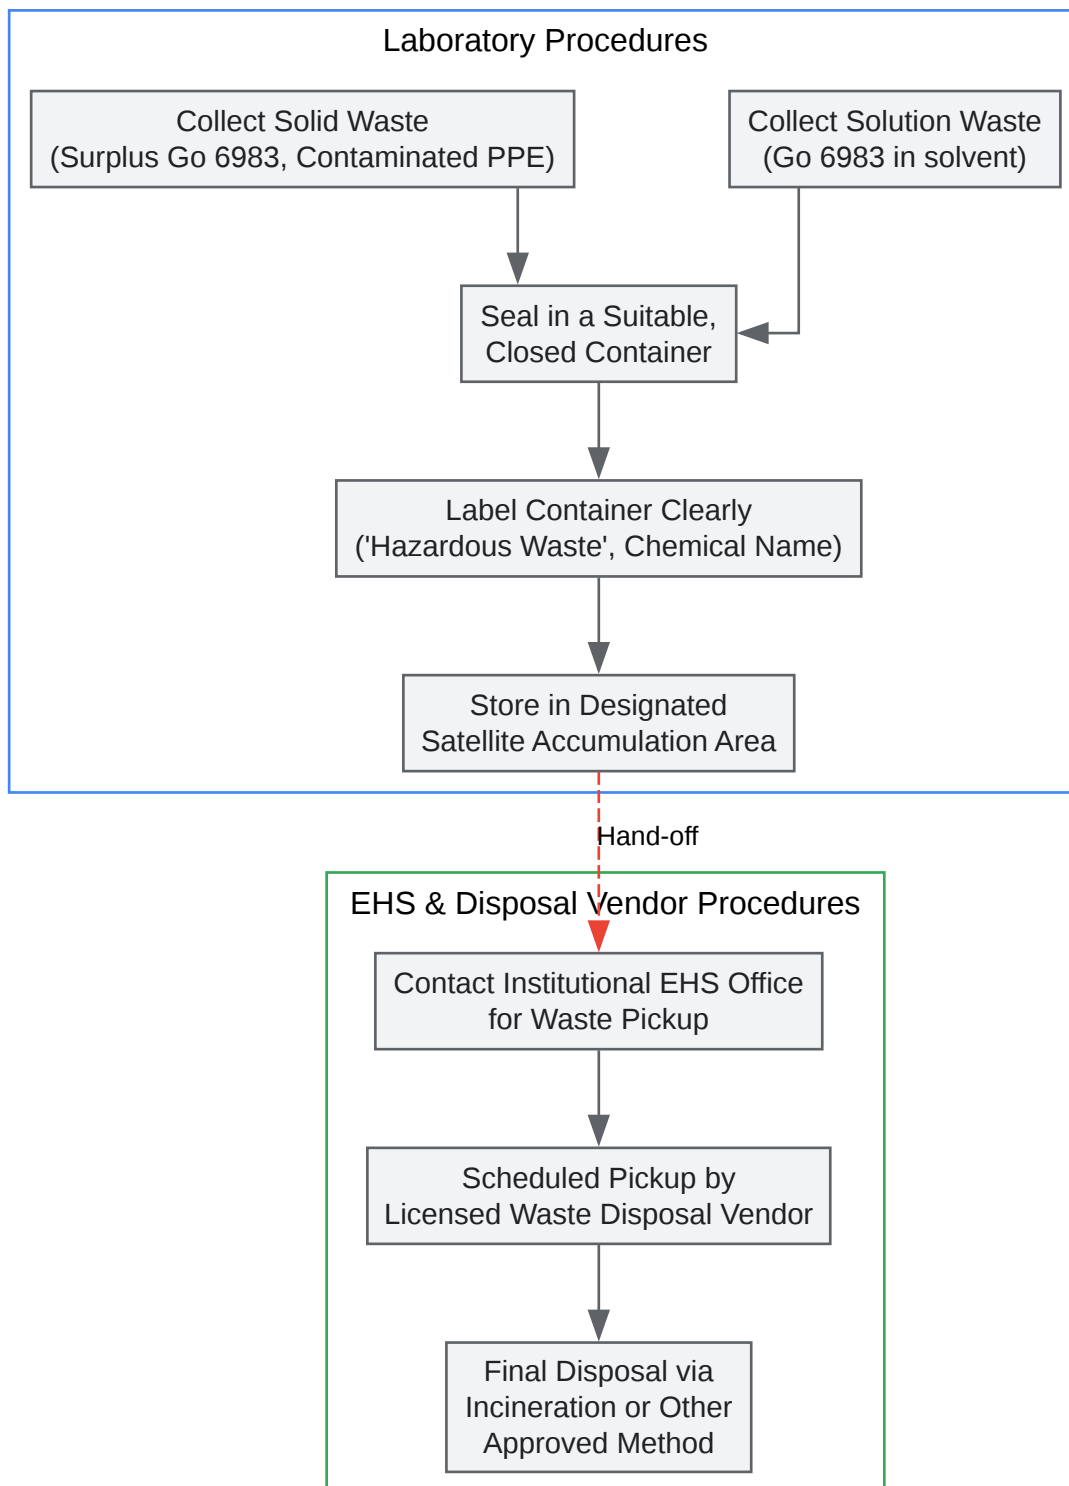 Laboratory Procedures
Collect Solid Waste
(Surplus Go 6983, Contaminated PPE)
Collect Solution Waste
(Go 6983 in solvent)
Seal in a Suitable,
Closed Container
Label Container Clearly
('Hazardous Waste', Chemical Name)
Store in Designated
Satellite Accumulation Area
Hand-off
EHS & Disposal Vendor Procedures
Contact Institutional EHS Office
for Waste Pickup
Scheduled Pickup by
Licensed Waste Disposal Vendor
Final Disposal via
Incineration or Other
Approved Method